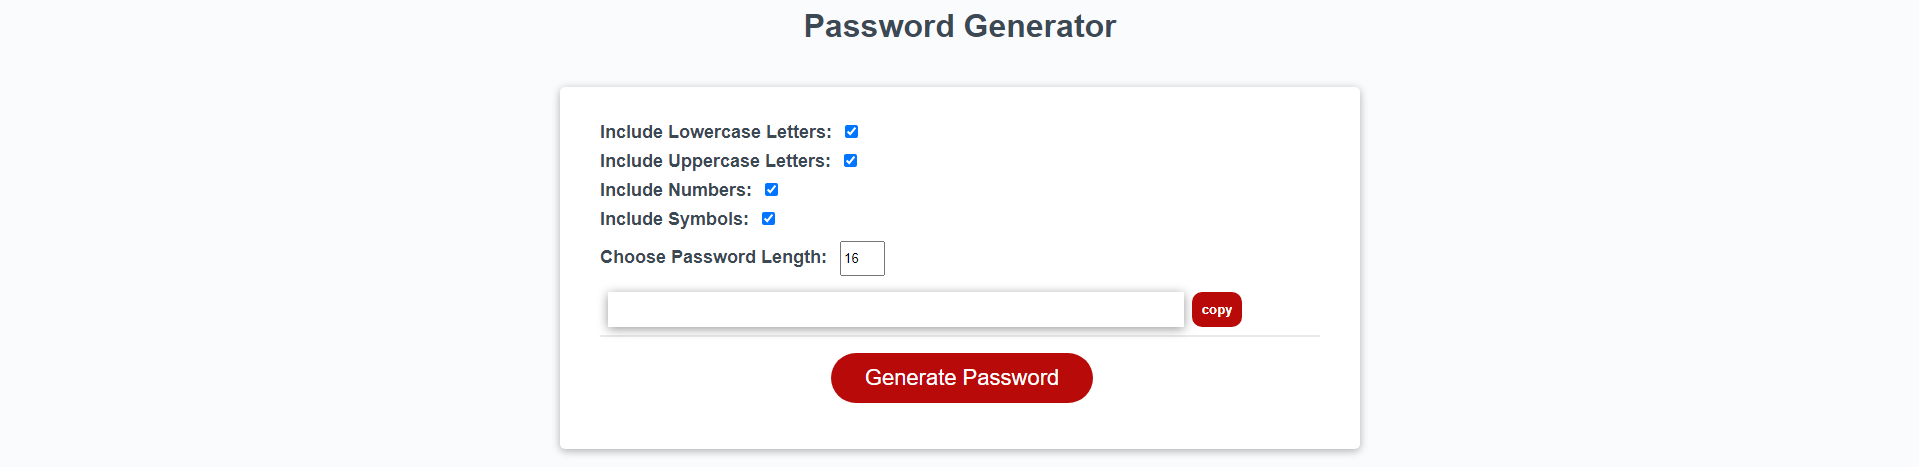 Password Generator
Include Lowercase Letters:
Include Uppercase Letters:
Include Numbers:
Include Symbols:
Choose Password Length: 16
copy
Generate Password